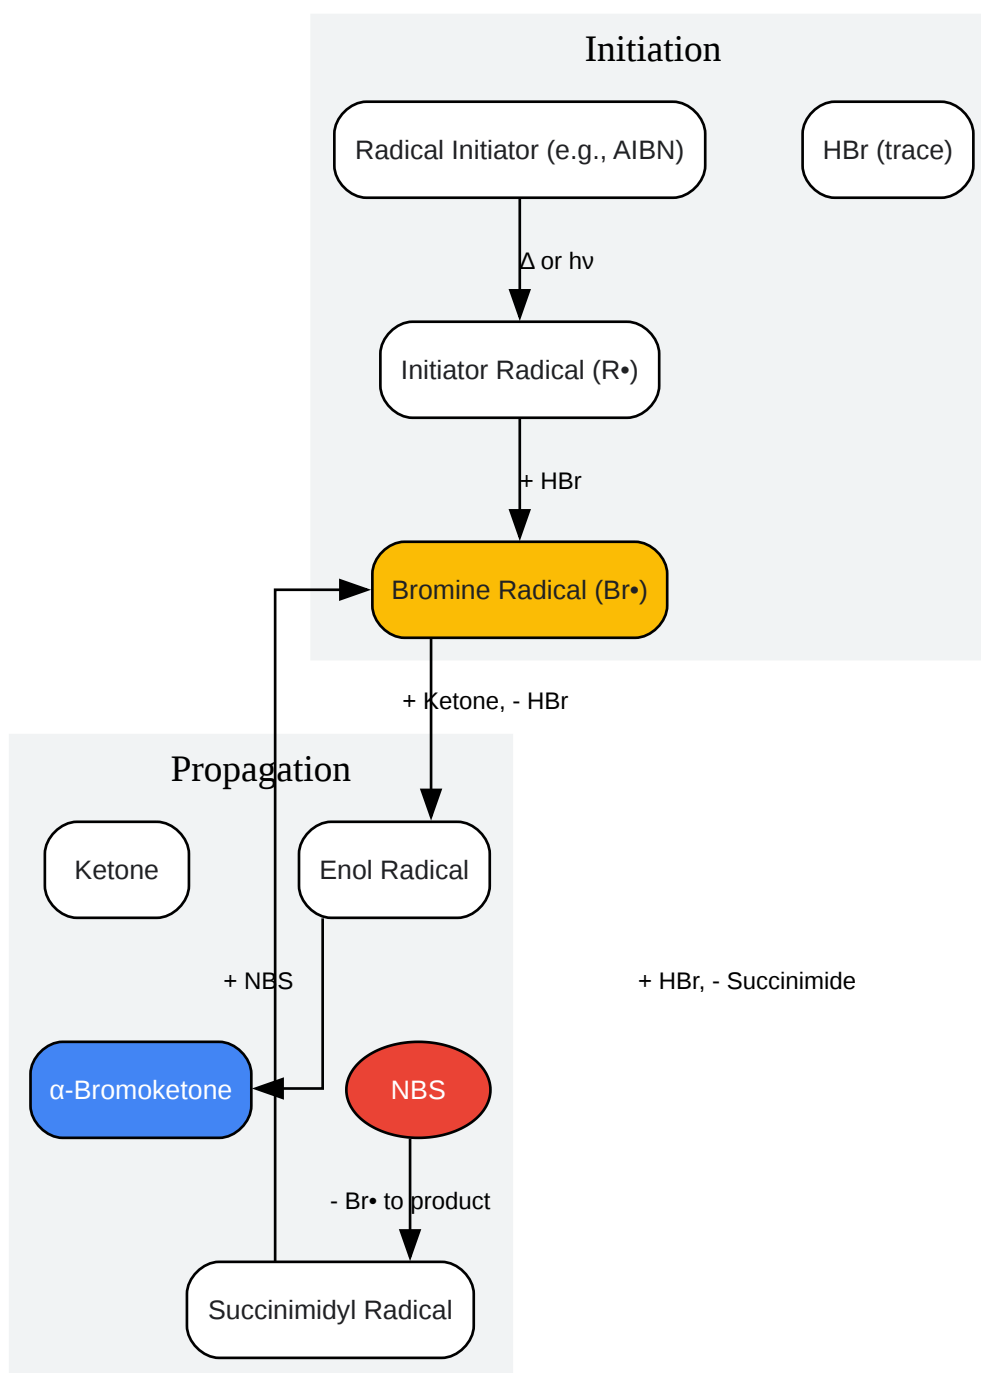 Initiation
Radical Initiator (e.g., AIBN)
HBr (trace)
Δ or hν
Initiator Radical (R•)
+ HBr
Bromine Radical (Br•)
+ Ketone, - HBr
Propagation
Ketone
Enol Radical
+ NBS
+ HBr, - Succinimide
α-Bromoketone
NBS
- Br• to product
Succinimidyl Radical